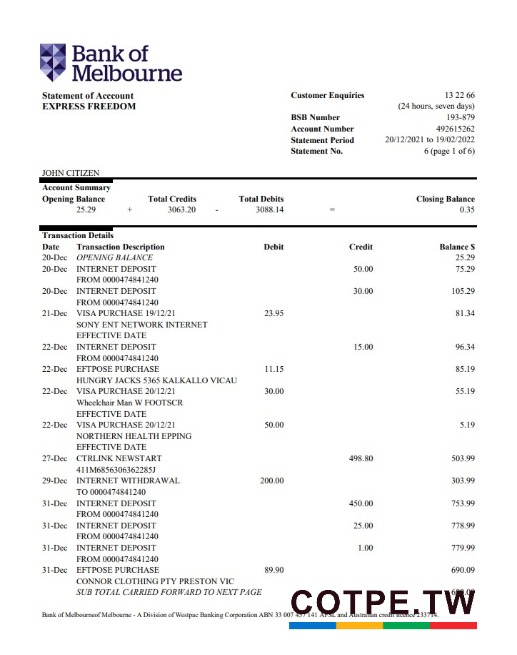 Bank of
Melbourne
Statement of Acecount
EXPRESS FREEDOM
Customer Enquiries 13 22 66
(24 hours, seven days)
BSB Number 193-879
Account Number 492615262
Statement Period 20/12/2021 to 19/02/2022
Statement No. 6 (page 1 of 6)
JOHN CITIZEN
Account Summary
Opening Balance Total Credits Total Debits Closing Balance
25.29 + 3063.20 - 3088.14 = 0.35
Transaction Details
Date Transaction Description Debit Credit Balance $
20-Dec OPENING BALANCE 25.29
20-Dec INTERNET DEPOSIT 50.00 75.29
FROM 0000474841240
20-Dec INTERNET DEPOSIT 30.00 105.29
FROM 0000474841240
21-Dec VISA PURCHASE 19/12/21 23.95 81.34
SONY ENT NETWORK INTERNET
EFFECTIVE DATE
22-Dec INTERNET DEPOSIT 15.00 96.34
FROM 0000474841240
22-Dec EFTPOSE PURCHASE 11.15 85.19
HUNGRY JACKS 5365 KALKALLO VICAU
22-Dec VISA PURCHASE 20/12/21 30.00 55.19
Wheelchair Man W FOOTSCR
EFFECTIVE DATE
22-Dec VISA PURCHASE 20/12/21 50.00 5.19
NORTHERN HEALTH EPPING
EFFECTIVE DATE
27-Dec CTRLINK NEWSTART 498.80 503.99
411M6856306362285J
29-Dec INTERNET WITHDRAWAL 200.00 303.99
TO 0000474841240
31-Dec INTERNET DEPOSIT 450.00 753.99
FROM 0000474841240
31-Dec INTERNET DEPOSIT 25.00 778.99
FROM 0000474841240
31-Dec INTERNET DEPOSIT 1.00 779.99
FROM 0000474841240
31-Dec EFTPOSE PURCHASE 89.90 690.09
CONNOR CLOTHING PTY PRESTON VIC
SUB TOTAL CARRIED FORWARD TO NEXT PAGE
COTPE.TW
Bank of Melbourneof Melbourne - A Division of Westpac Banking Corporation ABN 33 007 457 141 AFSL and Australian credit licence 233714.